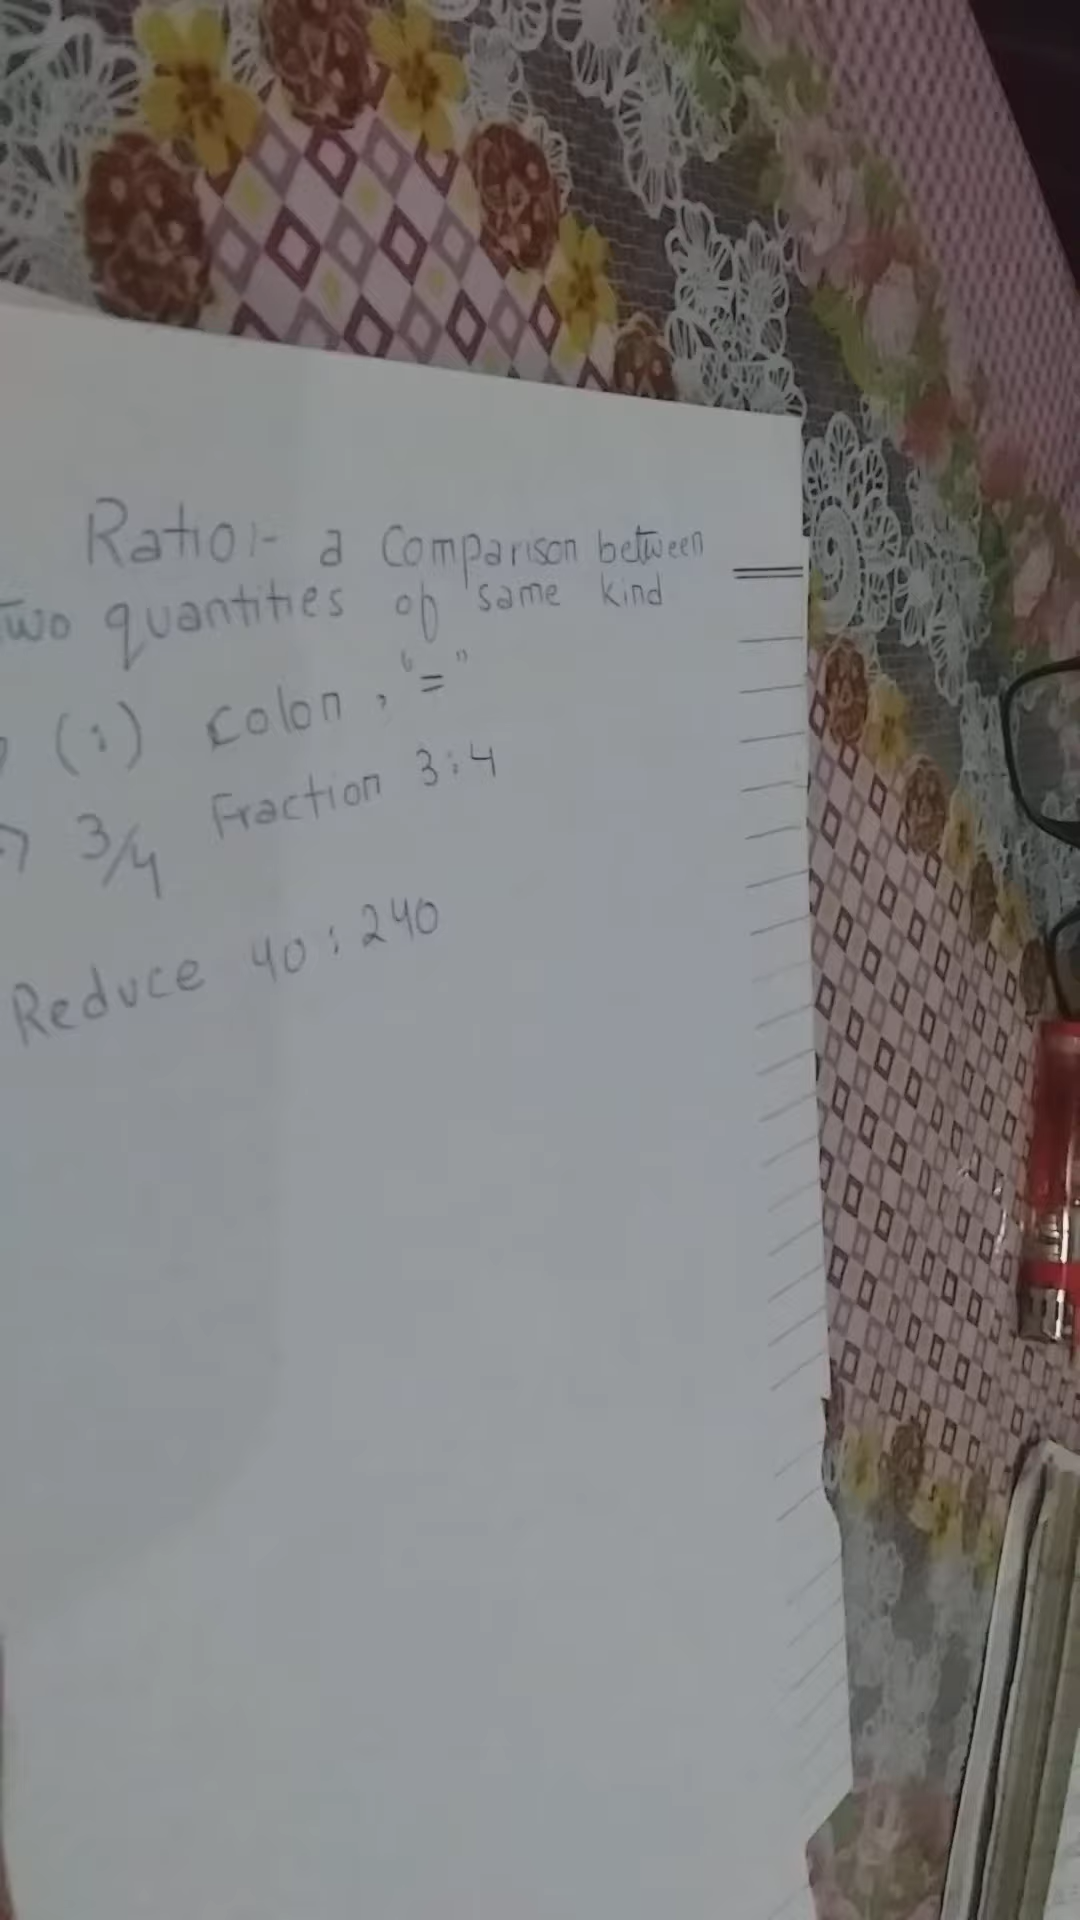 Ratio:- a Comparison between
Two quantities of same kind
(:) colon, "="
3/4 Fraction 3:4
Reduce 40 : 240